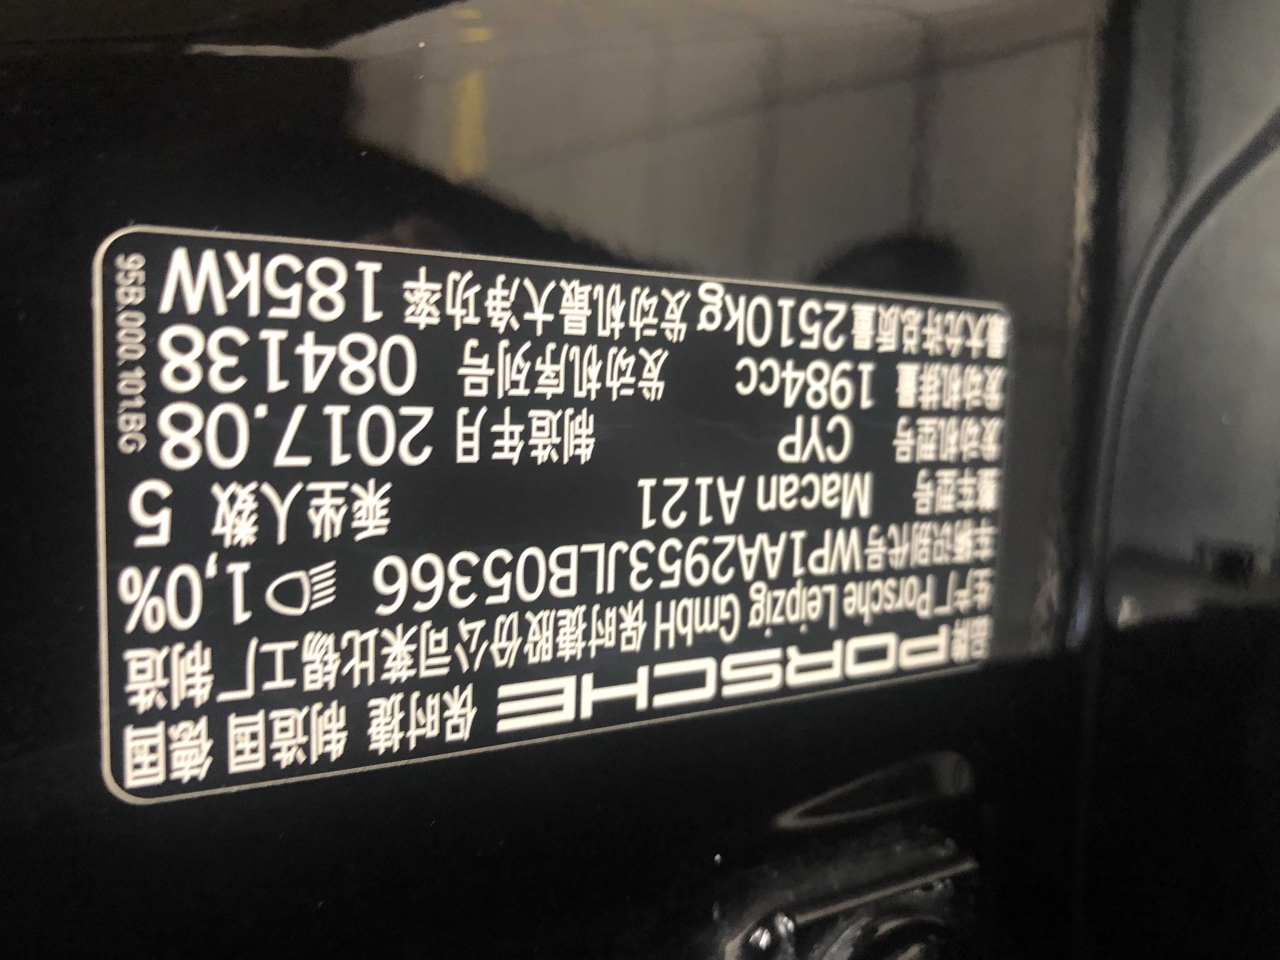 品牌 PORSCHE 保时捷 制造国 德国
生产厂 Porsche Leipzig GmbH 保时捷股份公司莱比锡工厂 制造
车辆识别代号 WP1AA2953JLB05366 1,0%
整车型号 Macan A121 乘坐人数 5
发动机型号 CYP 制造年月 2017.08
发动机排量 1984cc 发动机序列号 084138
最大允许总质量 2510kg 发动机最大净功率 185kW
95B.000.101.BG